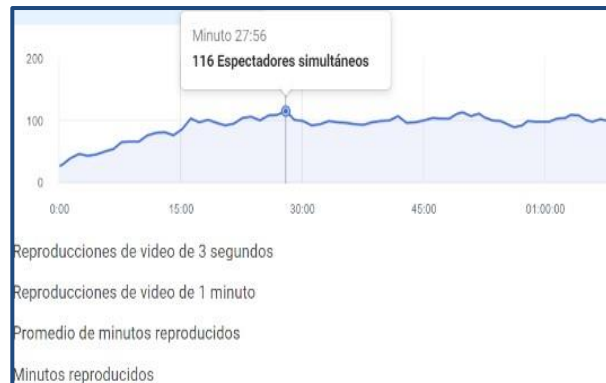 Minuto 27:56
116 Espectadores simultáneos
200
100
0
0:00 15:00 30:00 45:00 01:00:00
Reproducciones de video de 3 segundos
Reproducciones de video de 1 minuto
Promedio de minutos reproducidos
Minutos reproducidos